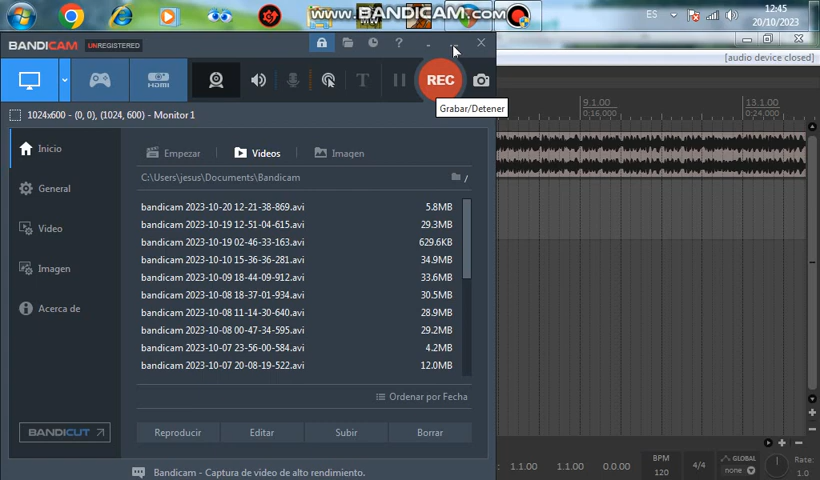 www.BANDICAM.com
ES
12:45
20/10/2023
BANDICAM UNREGISTERED
[audio device closed]
HDMI
REC
Grabar/Detener
1024x600 - (0, 0), (1024, 600) - Monitor 1
9.1.00
0:16,000
13.1.00
0:24,000
Inicio
General
Video
Imagen
Acerca de
BANDICUT
Empezar
Videos
Imagen
C:\Users\jesus\Documents\Bandicam
/
bandicam 2023-10-20 12-21-38-869.avi 5.8MB
bandicam 2023-10-19 12-51-04-615.avi 29.3MB
bandicam 2023-10-19 02-46-33-163.avi 629.6KB
bandicam 2023-10-10 15-36-36-281.avi 34.9MB
bandicam 2023-10-09 18-44-09-912.avi 33.6MB
bandicam 2023-10-08 18-37-01-934.avi 30.5MB
bandicam 2023-10-08 11-14-30-640.avi 28.9MB
bandicam 2023-10-08 00-47-34-595.avi 29.2MB
bandicam 2023-10-07 23-56-00-584.avi 4.2MB
bandicam 2023-10-07 20-08-19-522.avi 12.0MB
Ordenar por Fecha
Reproducir
Editar
Subir
Borrar
Bandicam - Captura de video de alto rendimiento.
1.1.00
1.1.00
0.0.00
BPM
120
4/4
GLOBAL
none
Rate:
1.0